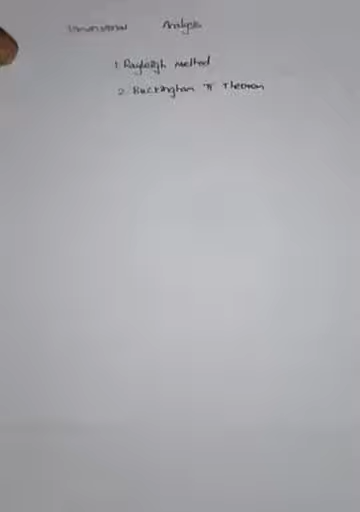 Dimensional Analysis
1. Rayleigh Method
2. Buckingham π Theorem